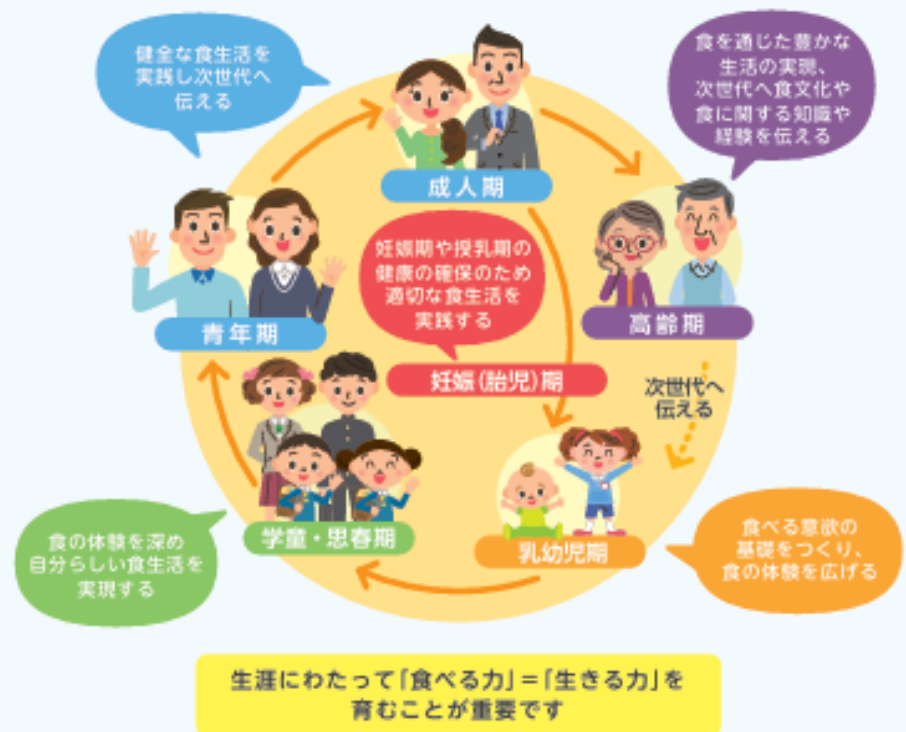 健全な食生活を
実践し次世代へ
伝える
食を通じた豊かな
生活の実現、
次世代へ食文化や
食に関する知識や
経験を伝える
成人期
妊娠期や授乳期の
健康の確保のため
適切な食生活を
実践する
青年期
高齢期
妊娠(胎児)期
次世代へ
伝える
食の体験を深め
自分らしい食生活を
実現する
学童・思春期
乳幼児期
食べる意欲の
基礎をつくり、
食の体験を広げる
生涯にわたって「食べる力」=「生きる力」を
育むことが重要です